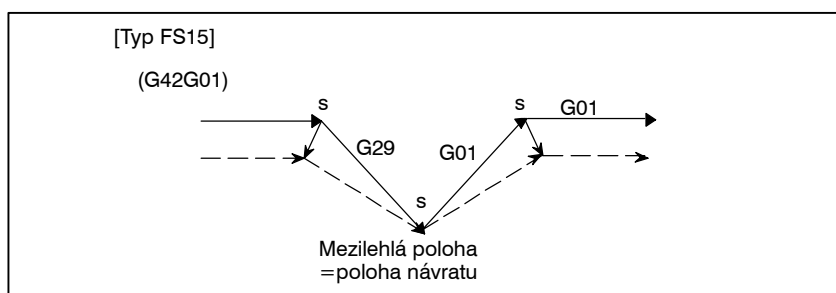 [Typ FS15]
(G42G01)
s
s
G01
G29
G01
s
Mezilehlá poloha
=poloha návratu